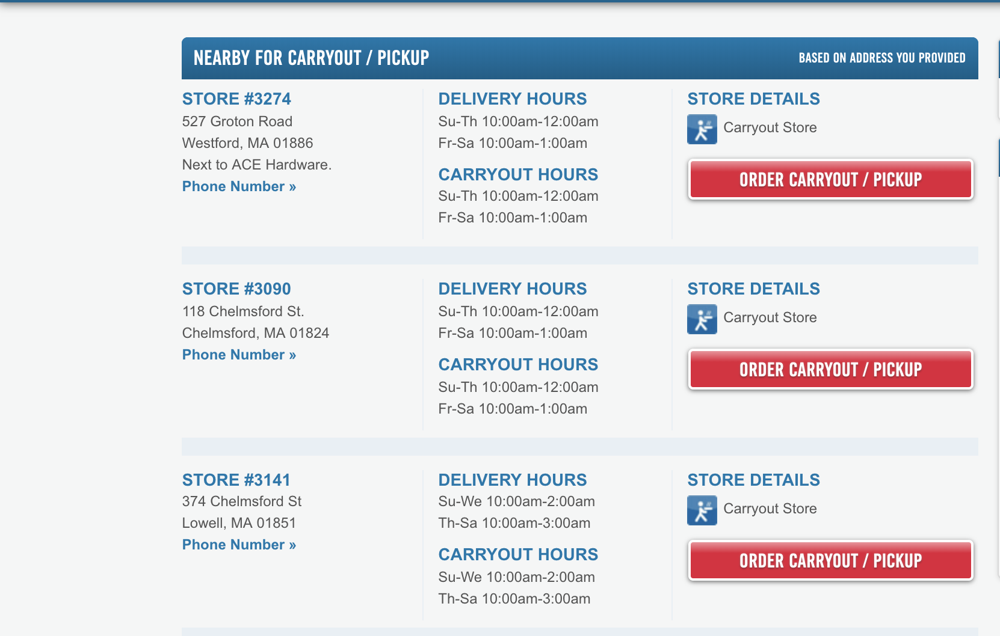 NEARBY FOR CARRYOUT / PICKUP
BASED ON ADDRESS YOU PROVIDED
STORE #3274
527 Groton Road
Westford, MA 01886
Next to ACE Hardware.
Phone Number »
DELIVERY HOURS
Su-Th 10:00am-12:00am
Fr-Sa 10:00am-1:00am
CARRYOUT HOURS
Su-Th 10:00am-12:00am
Fr-Sa 10:00am-1:00am
STORE DETAILS
Carryout Store
ORDER CARRYOUT / PICKUP
STORE #3090
118 Chelmsford St.
Chelmsford, MA 01824
Phone Number »
DELIVERY HOURS
Su-Th 10:00am-12:00am
Fr-Sa 10:00am-1:00am
CARRYOUT HOURS
Su-Th 10:00am-12:00am
Fr-Sa 10:00am-1:00am
STORE DETAILS
Carryout Store
ORDER CARRYOUT / PICKUP
STORE #3141
374 Chelmsford St
Lowell, MA 01851
Phone Number »
DELIVERY HOURS
Su-We 10:00am-2:00am
Th-Sa 10:00am-3:00am
CARRYOUT HOURS
Su-We 10:00am-2:00am
Th-Sa 10:00am-3:00am
STORE DETAILS
Carryout Store
ORDER CARRYOUT / PICKUP